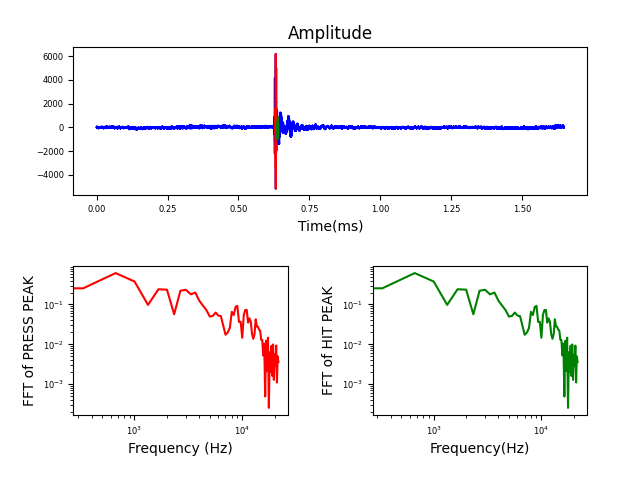 Amplitude
6000
4000
2000
0
−2000
−4000
0.00 0.25 0.50 0.75 1.00 1.25 1.50
Time(ms)
FFT of PRESS PEAK
10⁻¹
10⁻²
10⁻³
10³ 10⁴
Frequency (Hz)
FFT of HIT PEAK
10⁻¹
10⁻²
10⁻³
10³ 10⁴
Frequency(Hz)